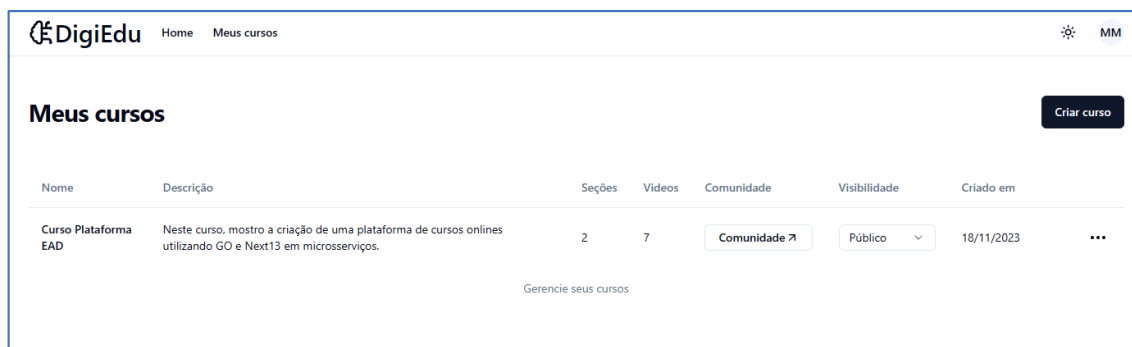 DigiEdu Home Meus cursos MM
Meus cursos
Criar curso
Nome Descrição Seções Videos Comunidade Visibilidade Criado em
Curso Plataforma
EAD
Neste curso, mostro a criação de uma plataforma de cursos onlines
utilizando GO e Next13 em microsserviços.
2 7 Comunidade Público 18/11/2023
Gerencie seus cursos